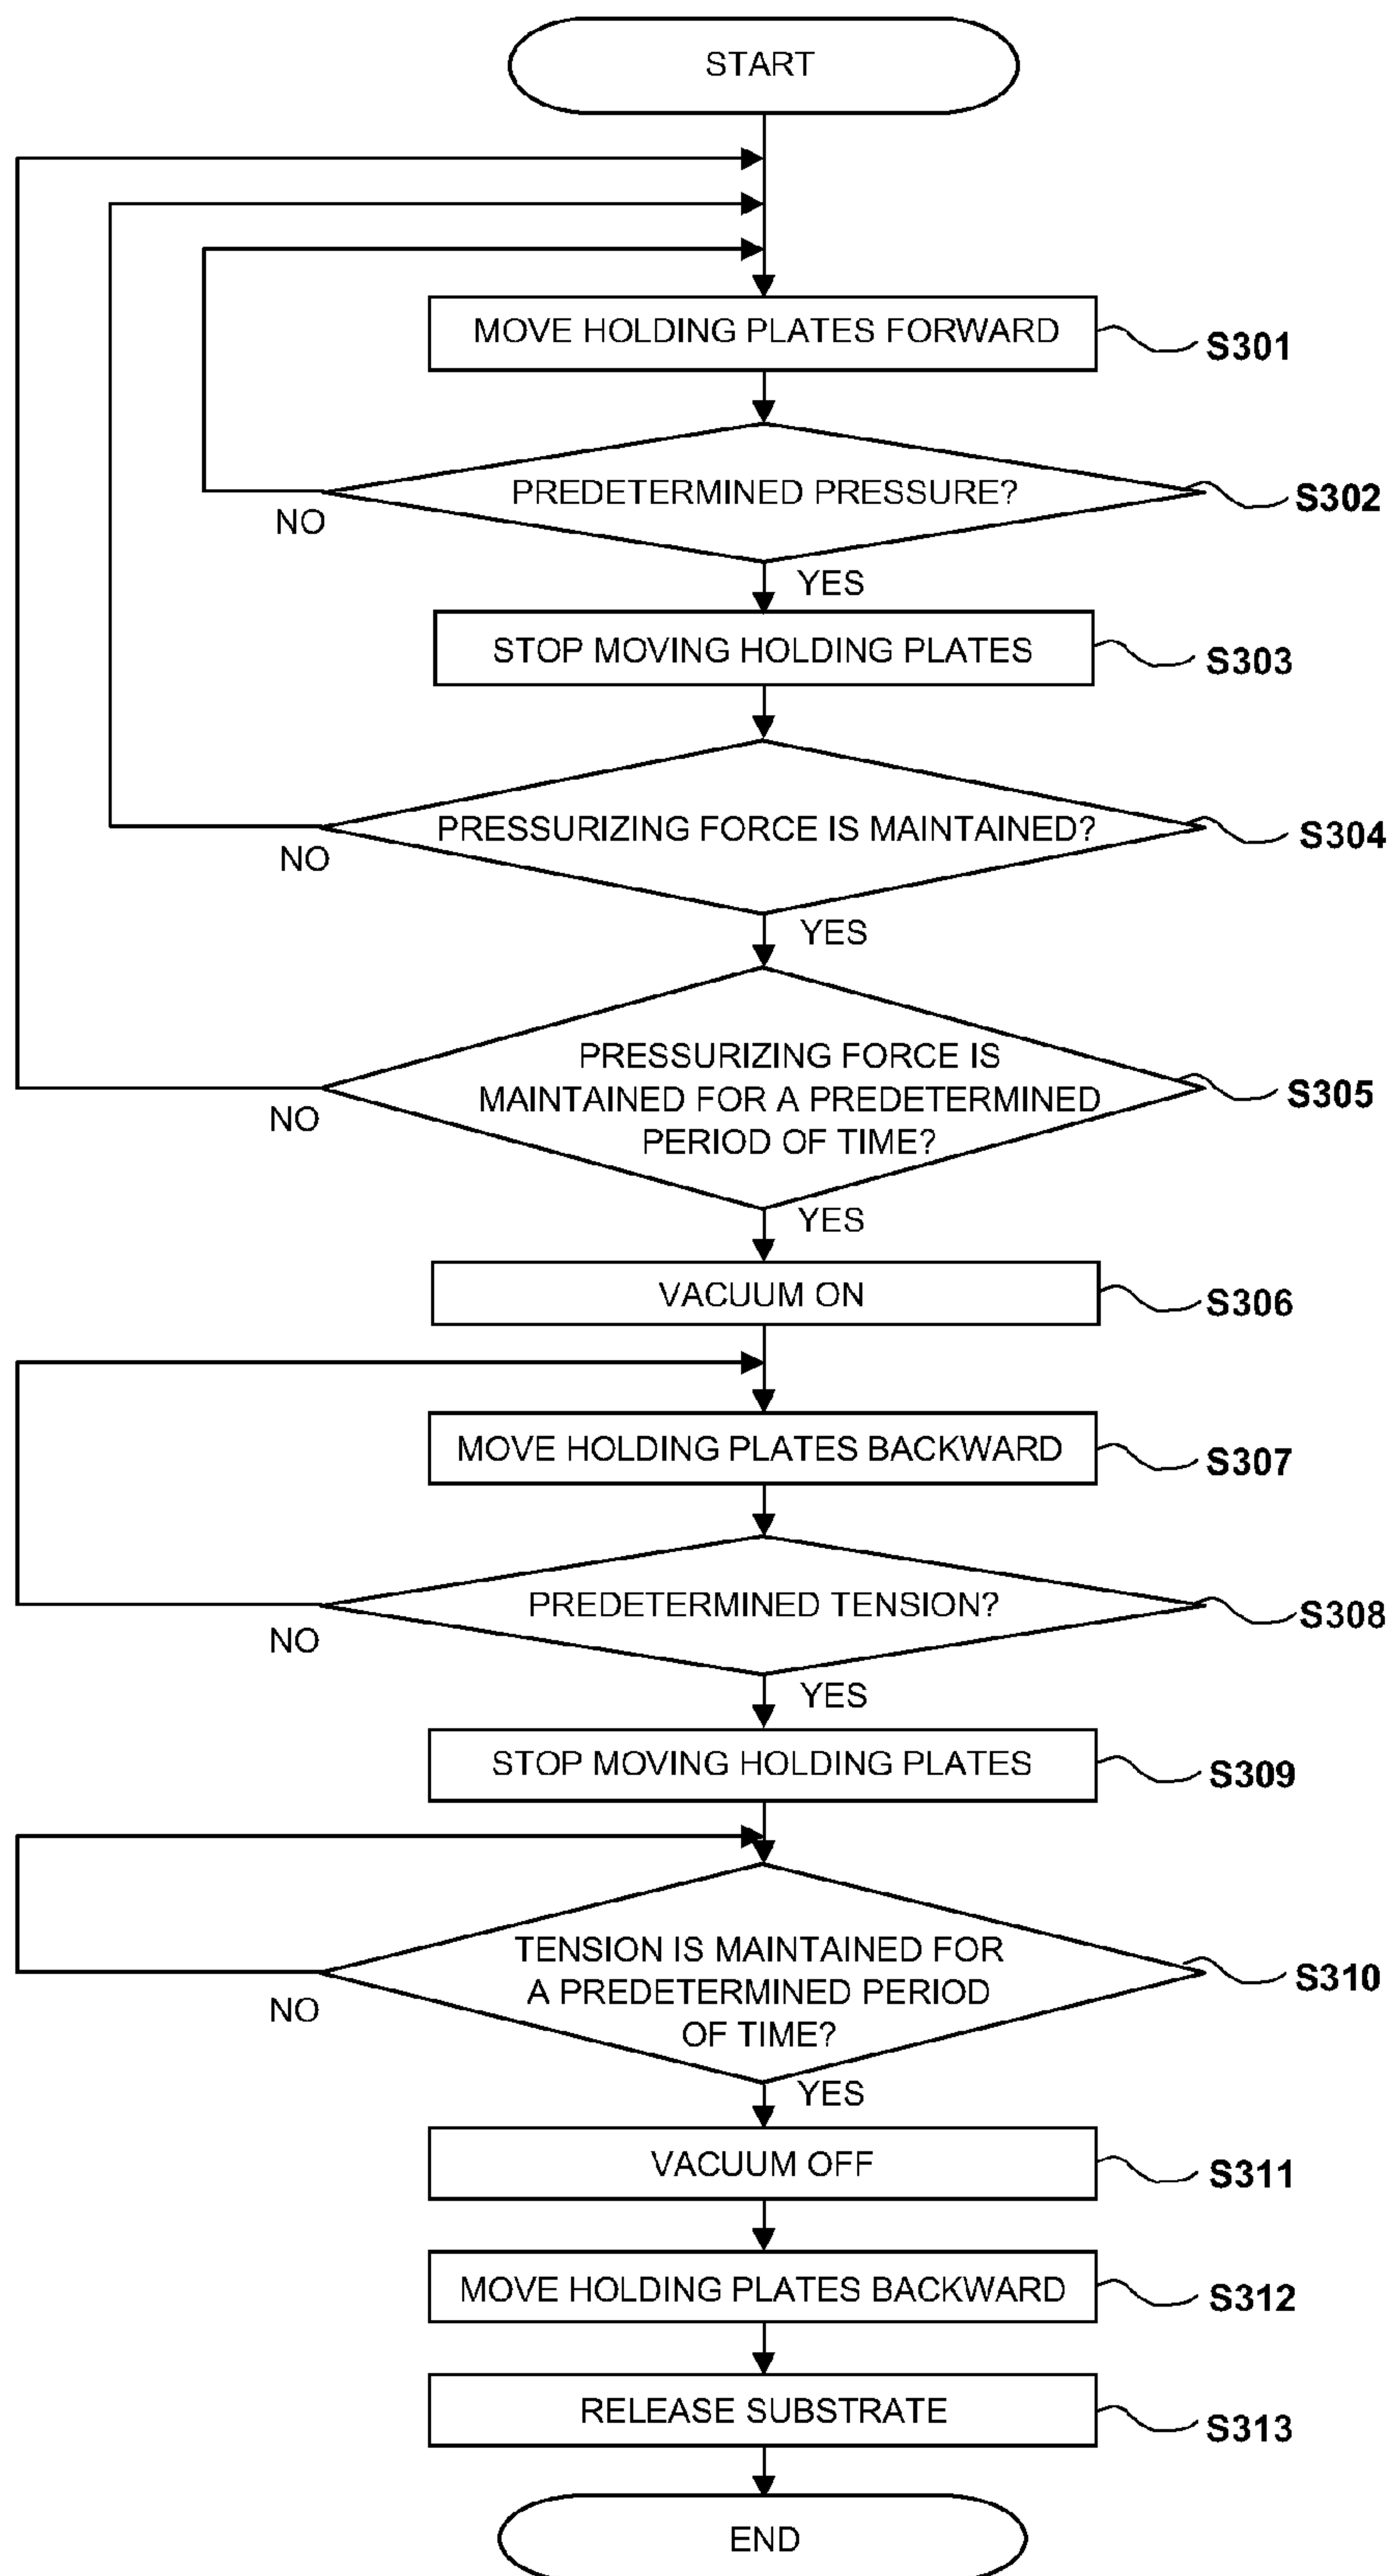 START
MOVE HOLDING PLATES FORWARD
S301
PREDETERMINED PRESSURE?
S302
NO
YES
STOP MOVING HOLDING PLATES
S303
PRESSURIZING FORCE IS MAINTAINED?
S304
NO
YES
PRESSURIZING FORCE IS
MAINTAINED FOR A PREDETERMINED
PERIOD OF TIME?
S305
NO
YES
VACUUM ON
S306
MOVE HOLDING PLATES BACKWARD
S307
PREDETERMINED TENSION?
S308
NO
YES
STOP MOVING HOLDING PLATES
S309
TENSION IS MAINTAINED FOR
A PREDETERMINED PERIOD
OF TIME?
S310
NO
YES
VACUUM OFF
S311
MOVE HOLDING PLATES BACKWARD
S312
RELEASE SUBSTRATE
S313
END